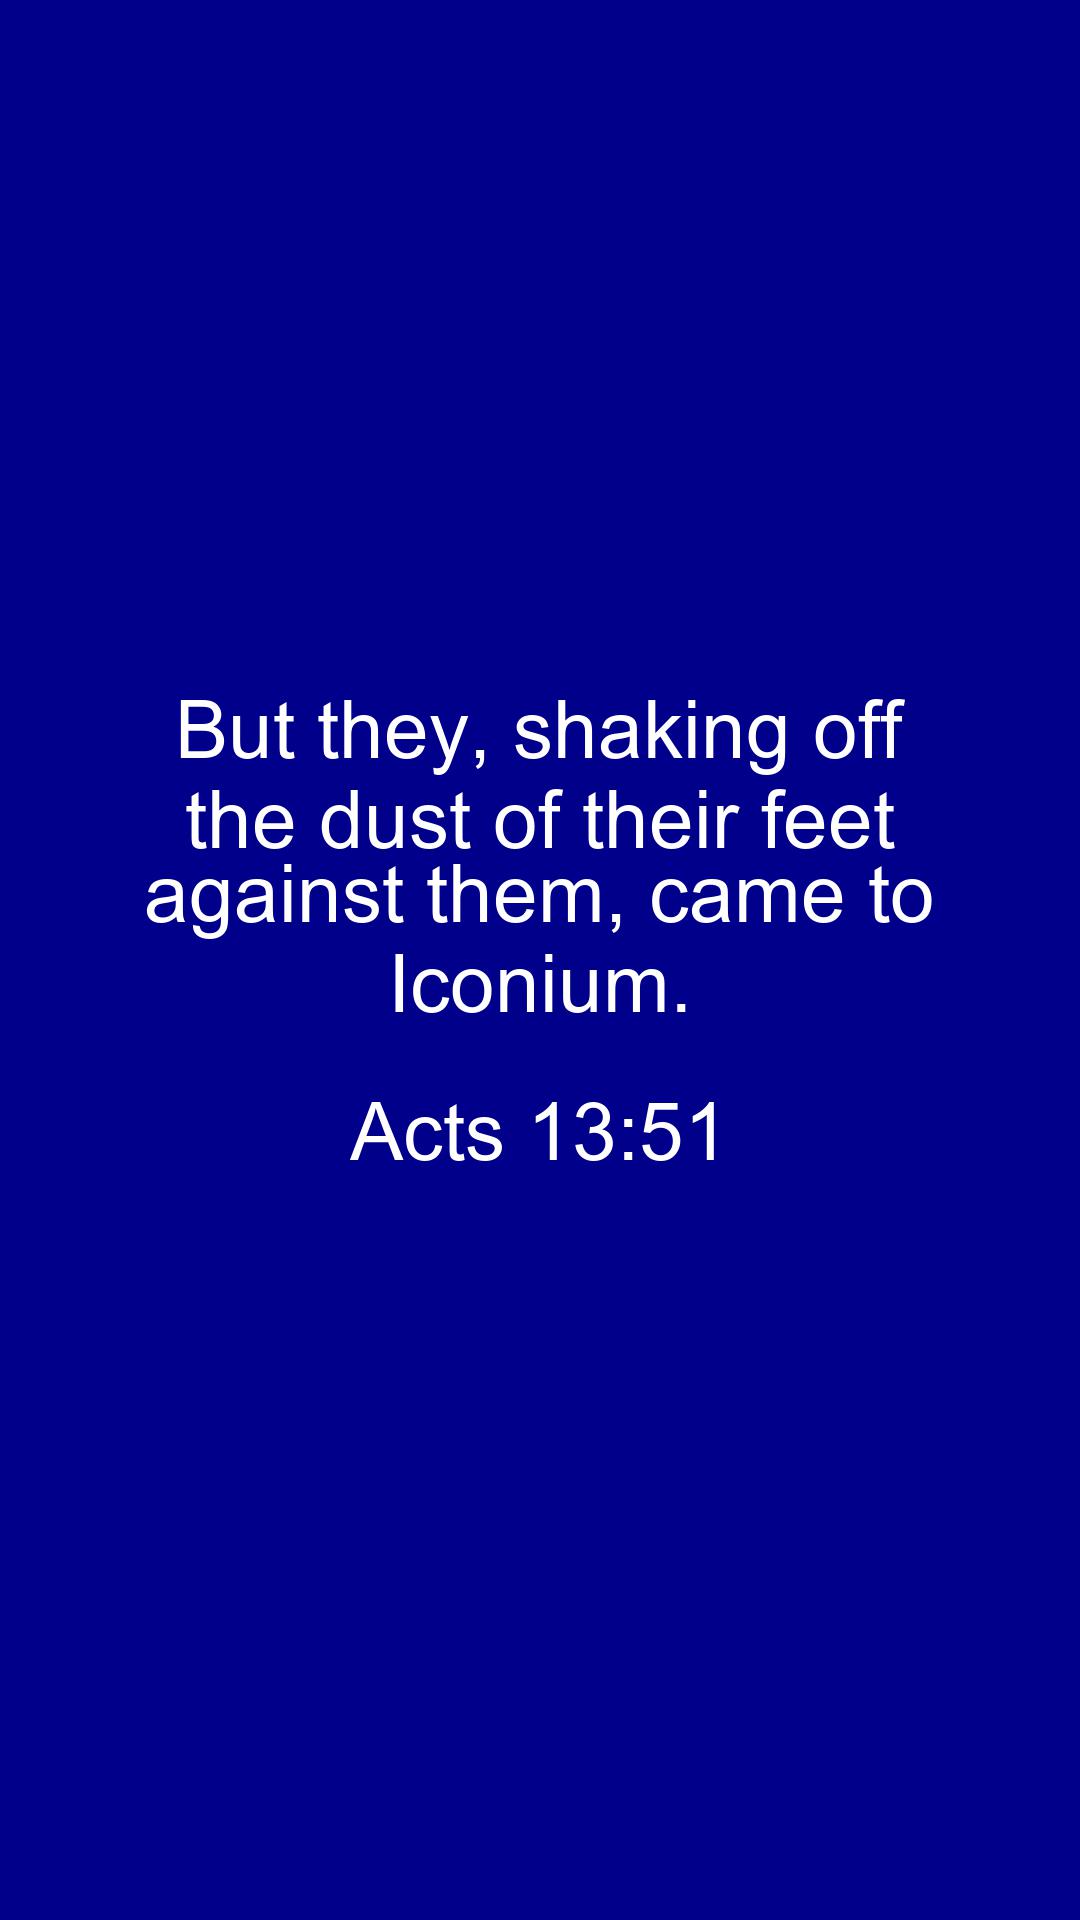 But they, shaking off
the dust of their feet
against them, came to
Iconium.
Acts 13:51